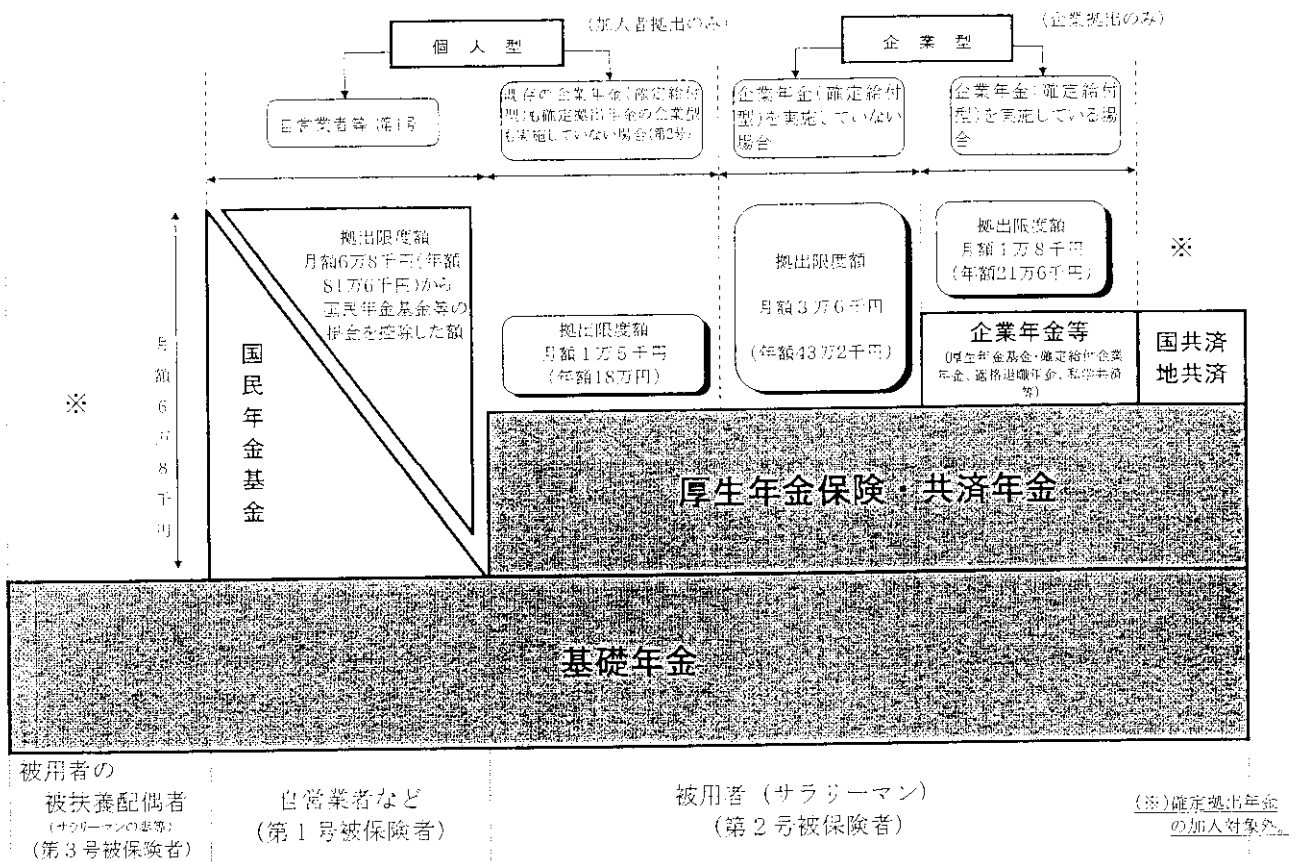 (加入者拠出のみ)
(企業拠出のみ)
個人型
企業型
自営業者等(第1号)
既存の企業年金(確定給付
型)も確定拠出年金の企業型
も実施していない場合(第2号)
企業年金(確定給付
型)を実施していない
場合
企業年金(確定給付
型)を実施している場
合
拠出限度額
月額6万8千円(年額
81万6千円)から
国民年金基金等の
掛金を控除した額
拠出限度額
月額1万5千円
(年額18万円)
拠出限度額
月額3万6千円
(年額43万2千円)
拠出限度額
月額1万8千円
(年額21万6千円)
※
※
月額6万8千円
国民年金基金
企業年金等
(厚生年金基金・確定給付企業
年金、適格退職年金、私学共済
等)
国共済
地共済
厚生年金保険・共済年金
基礎年金
被用者の
被扶養配偶者
(サラリーマンの妻等)
(第3号被保険者)
自営業者など
(第1号被保険者)
被用者(サラリーマン)
(第2号被保険者)
(※)確定拠出年金
の加入対象外。